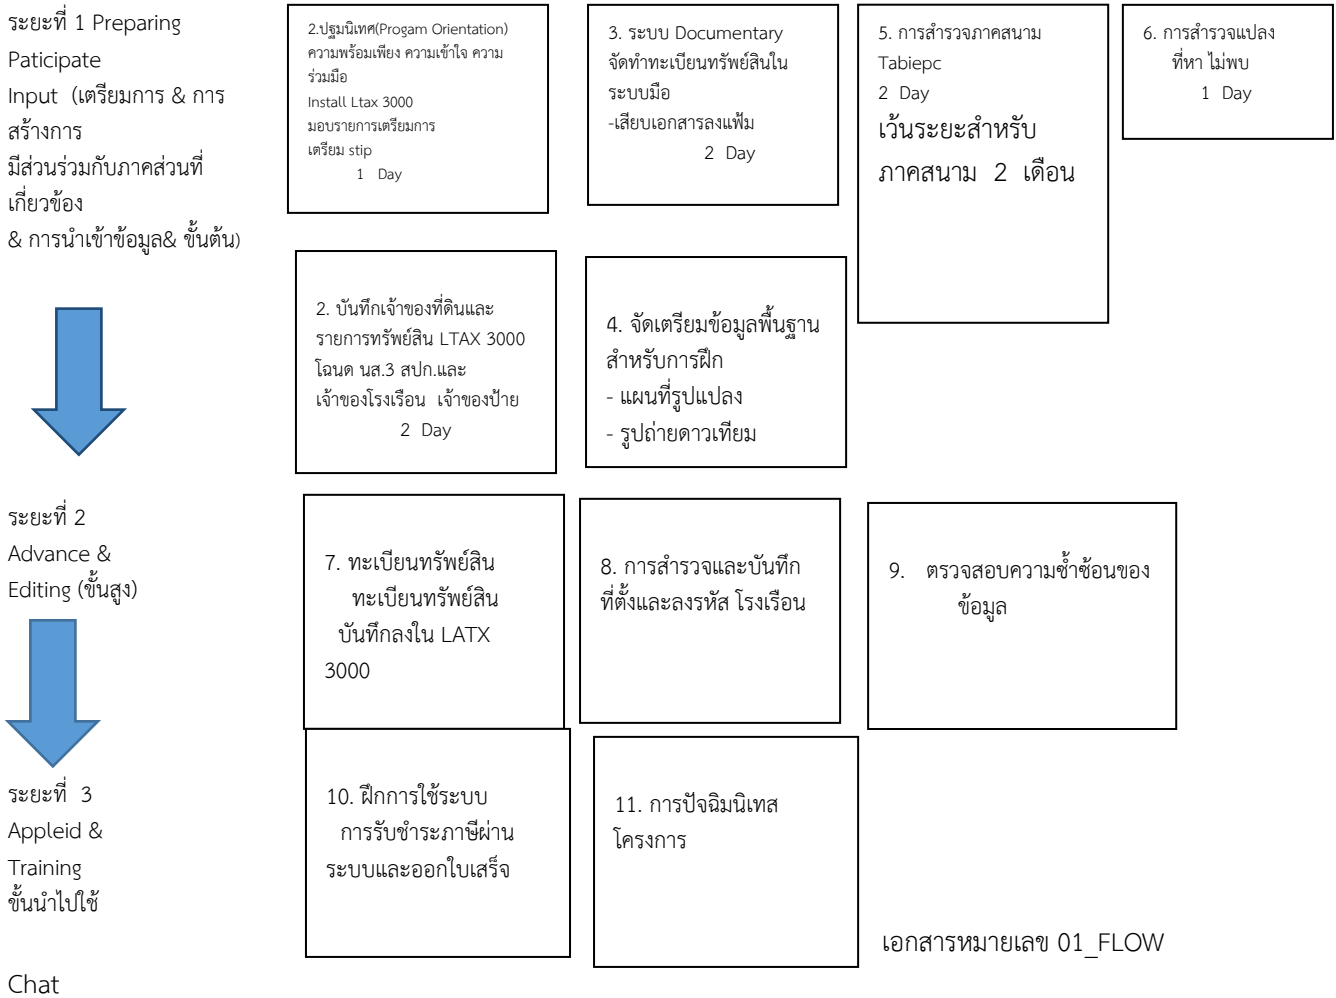 ระยะที่ 1 Preparing
Paticipate
Input  (เตรียมการ & การ
สร้างการ
มีส่วนร่วมกับภาคส่วนที่
เกี่ยวข้อง
& การนำเข้าข้อมูล& ขั้นต้น)
2.ปฐมนิเทศ(Progam Orientation)
ความพร้อมเพียง ความเข้าใจ ความ
ร่วมมือ
Install Ltax 3000
มอบรายการเตรียมการ
เตรียม stip
1  Day
3. ระบบ Documentary
จัดทำทะเบียนทรัพย์สินใน
ระบบมือ
-เสียบเอกสารลงแฟ้ม
2  Day
5. การสำรวจภาคสนาม
Tabiepc
2  Day
เว้นระยะสำหรับ
ภาคสนาม  2  เดือน
6. การสำรวจแปลง
ที่หา ไม่พบ
1  Day
2. บันทึกเจ้าของที่ดินและ
รายการทรัพย์สิน LTAX 3000
โฉนด นส.3 สปก.และ
เจ้าของโรงเรือน  เจ้าของป้าย
2  Day
4. จัดเตรียมข้อมูลพื้นฐาน
สำหรับการฝึก
- แผนที่รูปแปลง
- รูปถ่ายดาวเทียม
ระยะที่ 2
Advance &
Editing (ขั้นสูง)
7. ทะเบียนทรัพย์สิน
ทะเบียนทรัพย์สิน
บันทึกลงใน LATX
3000
8. การสำรวจและบันทึก
ที่ตั้งและลงรหัส โรงเรือน
9.  ตรวจสอบความซ้ำซ้อนของ
ข้อมูล
ระยะที่  3
Appleid &
Training
ขั้นนำไปใช้
10. ฝึกการใช้ระบบ
การรับชำระภาษีผ่าน
ระบบและออกใบเสร็จ
11. การปัจฉิมนิเทส
โครงการ
เอกสารหมายเลข 01_FLOW
Chat